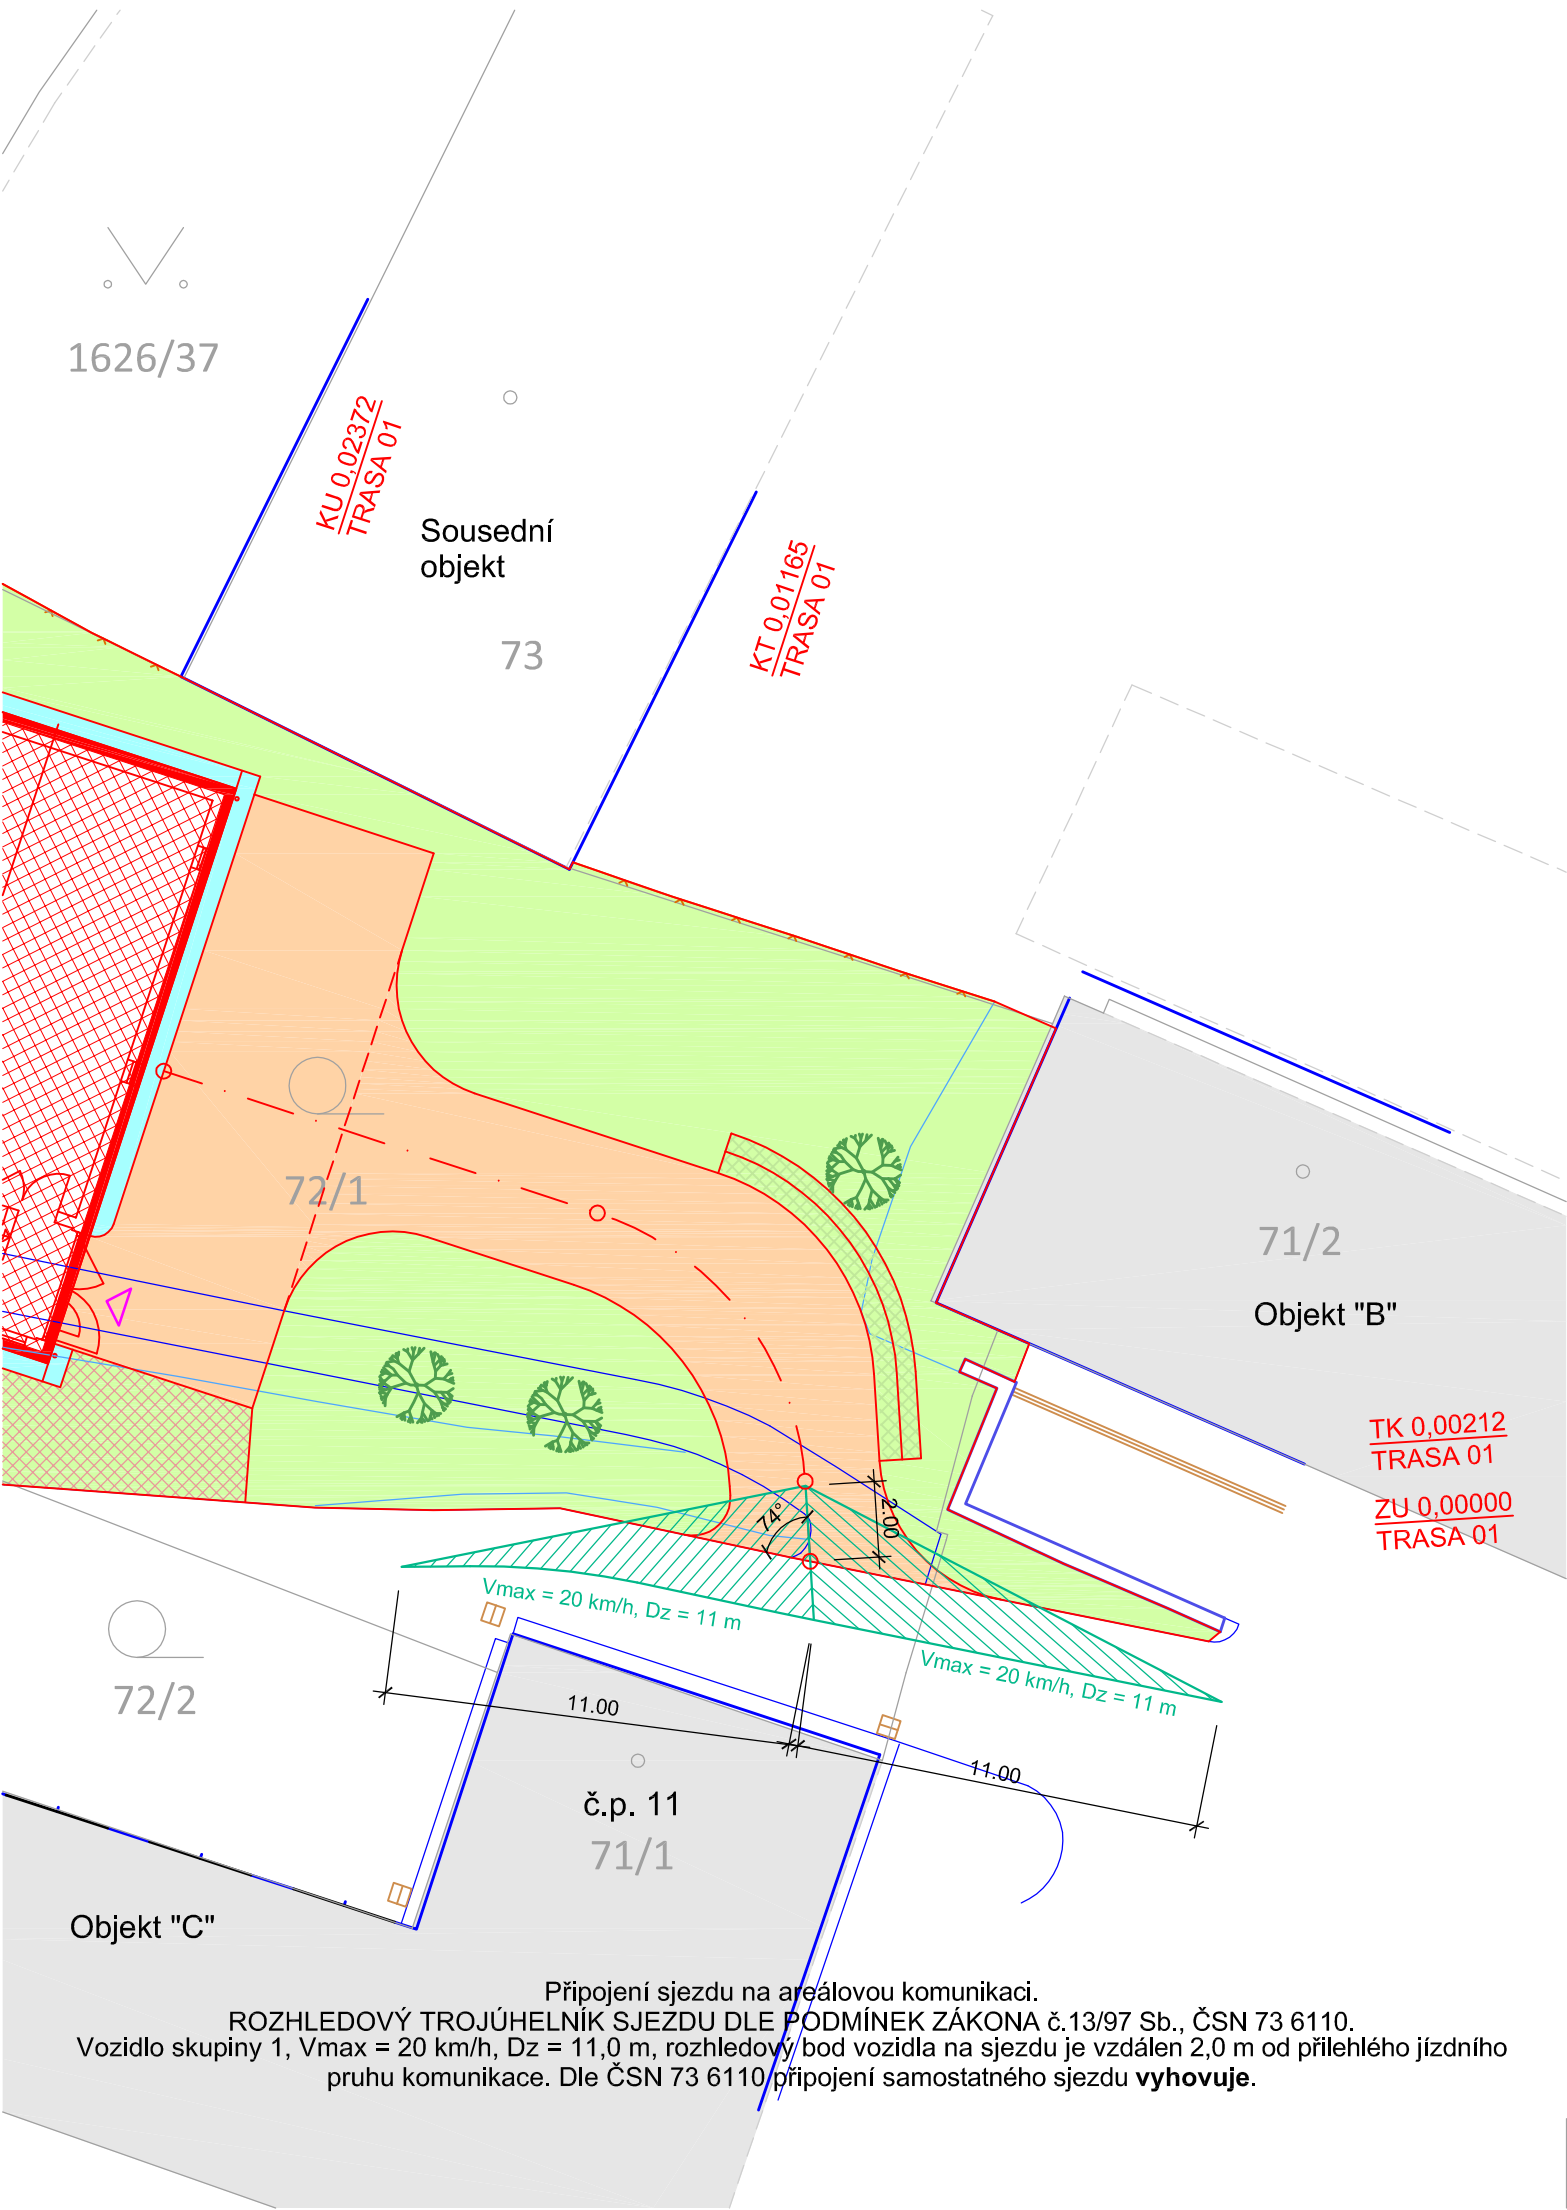 1626/37
KU 0,02372
TRASA 01
Sousední
objekt
73
KT 0,01165
TRASA 01
72/1
71/2
Objekt "B"
TK 0,00212
TRASA 01
ZU 0,00000
TRASA 01
74°
2.00
Vmax = 20 km/h, Dz = 11 m
Vmax = 20 km/h, Dz = 11 m
72/2
11.00
11.00
č.p. 11
71/1
Objekt "C"
Připojení sjezdu na areálovou komunikaci.
ROZHLEDOVÝ TROJÚHELNÍK SJEZDU DLE PODMÍNEK ZÁKONA č.13/97 Sb., ČSN 73 6110.
Vozidlo skupiny 1, Vmax = 20 km/h, Dz = 11,0 m, rozhledový bod vozidla na sjezdu je vzdálen 2,0 m od přilehlého jízdního
pruhu komunikace. Dle ČSN 73 6110 připojení samostatného sjezdu vyhovuje.